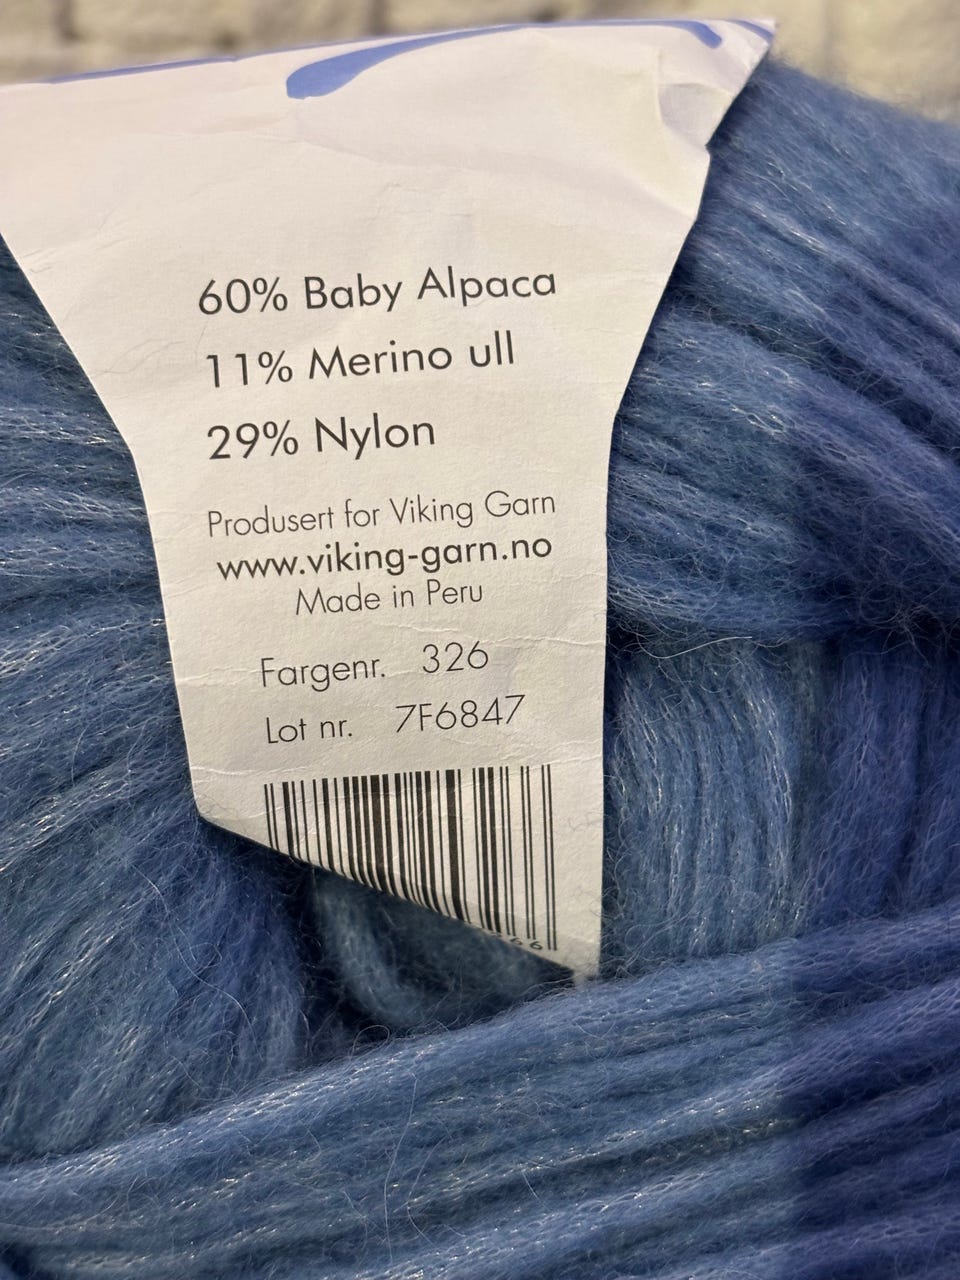 60% Baby Alpaca
11% Merino ull
29% Nylon
Produsert for Viking Garn
www.viking-garn.no
Made in Peru
Fargenr. 326
Lot nr. 7F6847